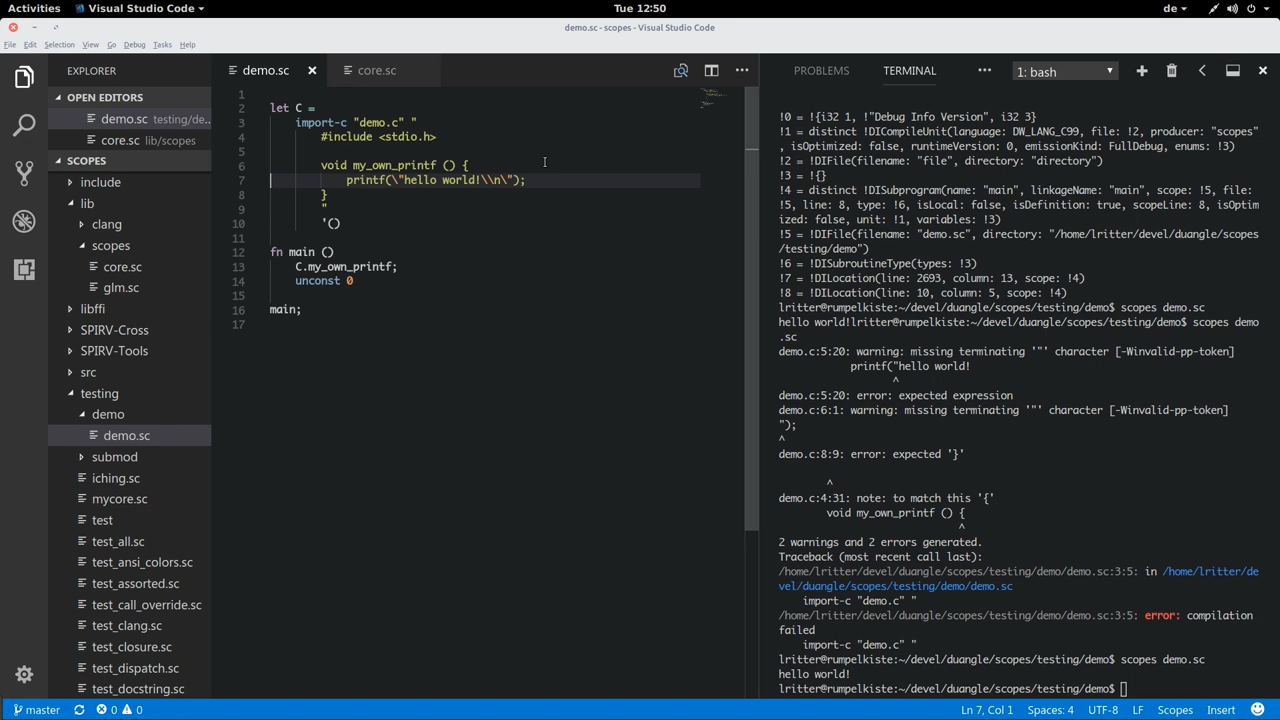 Activities
Visual Studio Code
Tue 12:50
de
demo.sc - scopes - Visual Studio Code
File Edit Selection View Go Debug Tasks Help
EXPLORER
OPEN EDITORS
demo.sc testing/de...
core.sc lib/scopes
SCOPES
include
lib
clang
scopes
core.sc
glm.sc
libffi
SPIRV-Cross
SPIRV-Tools
src
testing
demo
demo.sc
submod
iching.sc
mycore.sc
test
test_all.sc
test_ansi_colors.sc
test_assorted.sc
test_call_override.sc
test_clang.sc
test_closure.sc
test_dispatch.sc
test_docstring.sc
demo.sc
core.sc
1
2 let C =
3 import-c "demo.c" "
4 #include <stdio.h>
5
6 void my_own_printf () {
7 printf(\"hello world!\\n\");
8 }
9 "
10 '()
11
12 fn main ()
13 C.my_own_printf;
14 unconst 0
15
16 main;
17
PROBLEMS TERMINAL 1: bash
!0 = !{i32 1, !"Debug Info Version", i32 3}
!1 = distinct !DICompileUnit(language: DW_LANG_C99, file: !2, producer: "scopes"
, isOptimized: false, runtimeVersion: 0, emissionKind: FullDebug, enums: !3)
!2 = !DIFile(filename: "file", directory: "directory")
!3 = !{}
!4 = distinct !DISubprogram(name: "main", linkageName: "main", scope: !5, file:
!5, line: 8, type: !6, isLocal: false, isDefinition: true, scopeLine: 8, isOptim
ized: false, unit: !1, variables: !3)
!5 = !DIFile(filename: "demo.sc", directory: "/home/lritter/devel/duangle/scopes
/testing/demo")
!6 = !DISubroutineType(types: !3)
!7 = !DILocation(line: 2693, column: 13, scope: !4)
!8 = !DILocation(line: 10, column: 5, scope: !4)
lritter@rumpelkiste:~/devel/duangle/scopes/testing/demo$ scopes demo.sc
hello world!lritter@rumpelkiste:~/devel/duangle/scopes/testing/demo$ scopes demo
.sc
demo.c:5:20: warning: missing terminating '"' character [-Winvalid-pp-token]
printf("hello world!
^
demo.c:5:20: error: expected expression
demo.c:6:1: warning: missing terminating '"' character [-Winvalid-pp-token]
");
^
demo.c:8:9: error: expected '}'
^
demo.c:4:31: note: to match this '{'
void my_own_printf () {
^
2 warnings and 2 errors generated.
Traceback (most recent call last):
/home/lritter/devel/duangle/scopes/testing/demo/demo.sc:3:5: in /home/lritter/de
vel/duangle/scopes/testing/demo/demo.sc
import-c "demo.c" "
/home/lritter/devel/duangle/scopes/testing/demo/demo.sc:3:5: error: compilation
failed
import-c "demo.c" "
lritter@rumpelkiste:~/devel/duangle/scopes/testing/demo$ scopes demo.sc
hello world!
lritter@rumpelkiste:~/devel/duangle/scopes/testing/demo$
master 0 0
Ln 7, Col 1 Spaces: 4 UTF-8 LF Scopes Insert